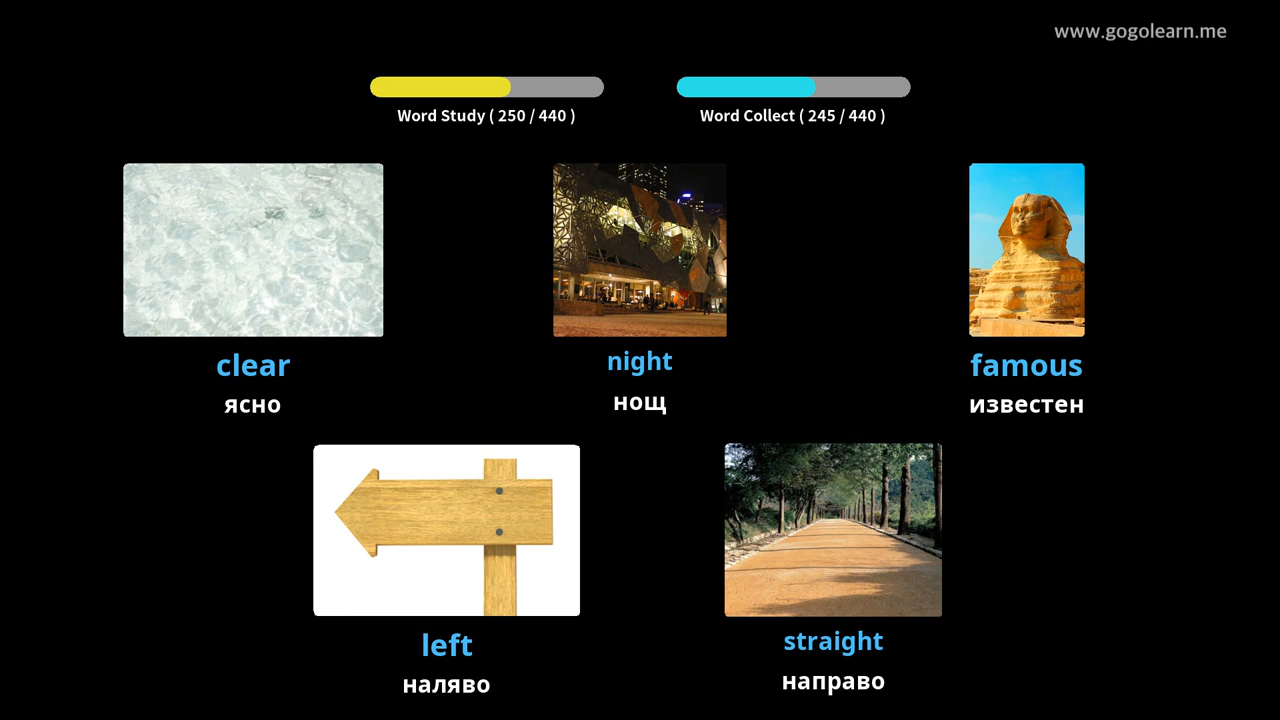 www.gogolearn.me
Word Study ( 250 / 440 )
Word Collect ( 245 / 440 )
clear
ясно
night
нощ
famous
известен
left
наляво
straight
направо